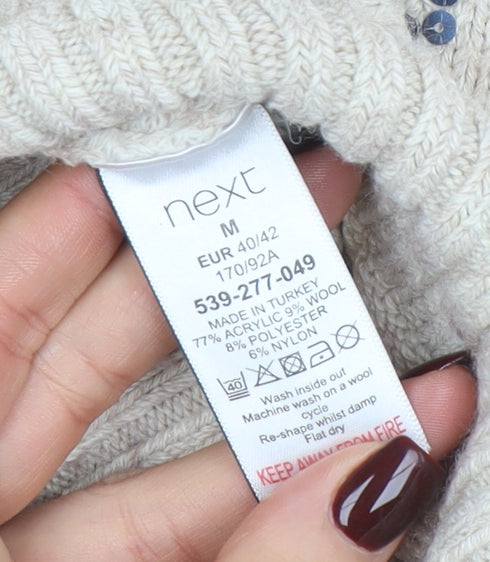 next
M
EUR 40/42
170/92A
539-277-049
MADE IN TURKEY
77% ACRYLIC 9% WOOL
8% POLYESTER
6% NYLON
40
Wash inside out
Machine wash on a wool
cycle
Re-shape whilst damp
Flat dry
KEEP AWAY FROM FIRE